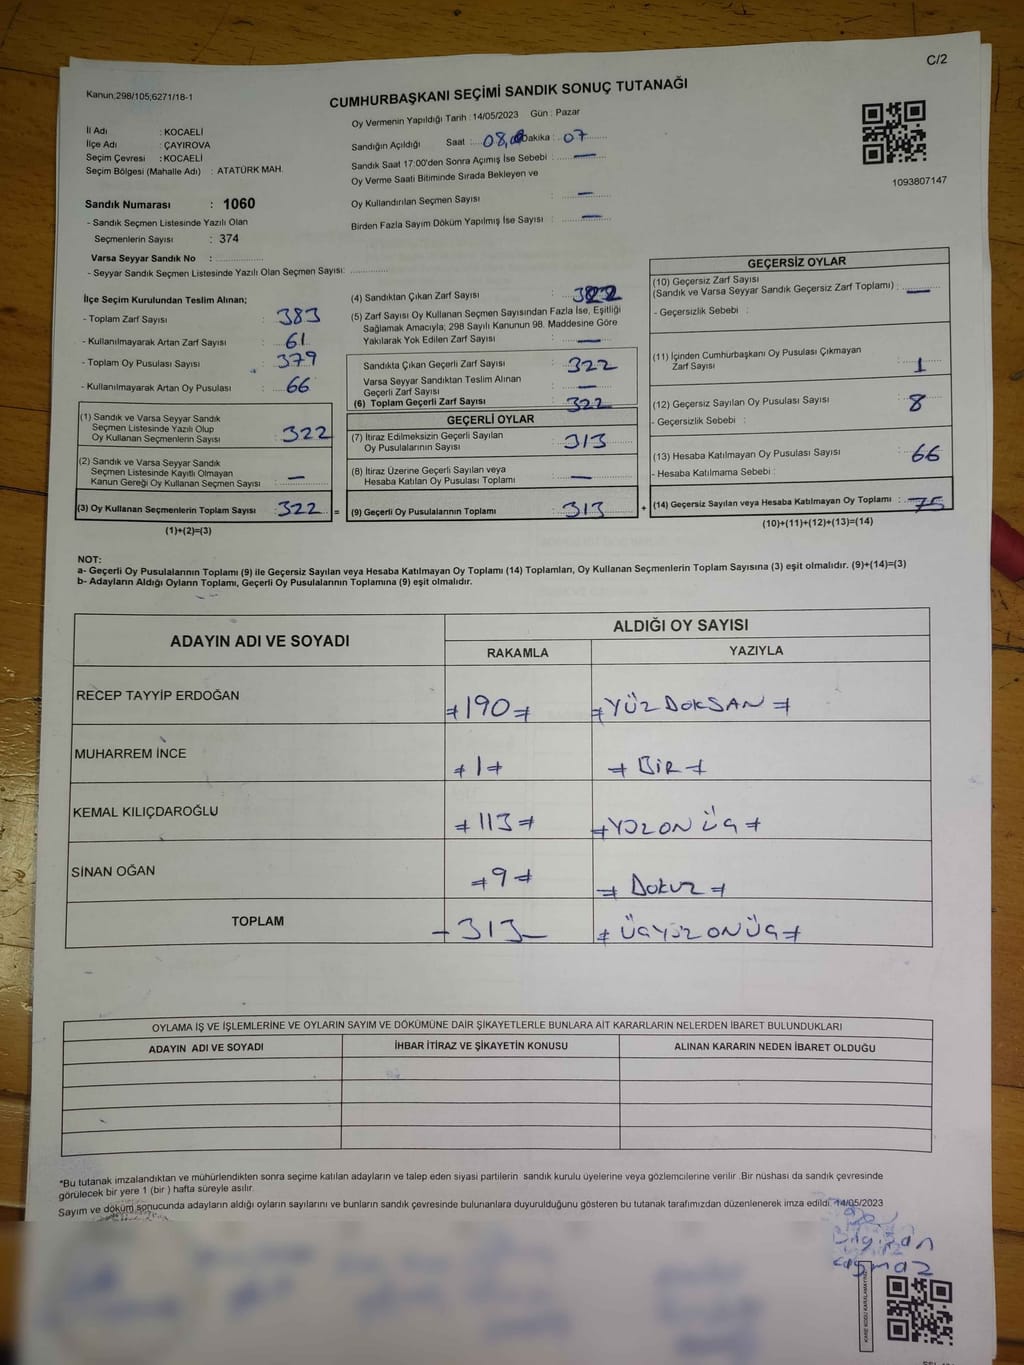 C/2
Kanun;298/105;6271/18-1
CUMHURBAŞKANI SEÇİMİ SANDIK SONUÇ TUTANAĞI
Oy Vermenin Yapıldığı Tarih : 14/05/2023 Gün : Pazar
1093807147
İl Adı : KOCAELİ
İlçe Adı : ÇAYIROVA
Seçim Çevresi : KOCAELİ
Seçim Bölgesi (Mahalle Adı) : ATATÜRK MAH.
Sandık Numarası : 1060
- Sandık Seçmen Listesinde Yazılı Olan
Seçmenlerin Sayısı : 374
Varsa Seyyar Sandık No : ..................
- Seyyar Sandık Seçmen Listesinde Yazılı Olan Seçmen Sayısı: ...............
Sandığın Açıldığı Saat : 08 Dakika : 07
Sandık Saat 17:00'den Sonra Açımış İse Sebebi : —
Oy Verme Saati Bitiminde Sırada Bekleyen ve
Oy Kullandırılan Seçmen Sayısı : —
Birden Fazla Sayım Döküm Yapılmış İse Sayısı : —
İlçe Seçim Kurulundan Teslim Alınan;
- Toplam Zarf Sayısı : 383
- Kullanılmayarak Artan Zarf Sayısı : 61
- Toplam Oy Pusulası Sayısı : 379
- Kullanılmayarak Artan Oy Pusulası : 66
(1) Sandık ve Varsa Seyyar Sandık
Seçmen Listesinde Yazılı Olup
Oy Kullanan Seçmenlerin Sayısı : 322
(2) Sandık ve Varsa Seyyar Sandık
Seçmen Listesinde Kayıtlı Olmayan
Kanun Gereği Oy Kullanan Seçmen Sayısı : —
(3) Oy Kullanan Seçmenlerin Toplam Sayısı : 322 =
(1)+(2)=(3)
(4) Sandıktan Çıkan Zarf Sayısı : 322
(5) Zarf Sayısı Oy Kullanan Seçmen Sayısından Fazla İse, Eşitliği
Sağlamak Amacıyla; 298 Sayılı Kanunun 98. Maddesine Göre
Yakılarak Yok Edilen Zarf Sayısı : —
Sandıkta Çıkan Geçerli Zarf Sayısı : 322
Varsa Seyyar Sandıktan Teslim Alınan
Geçerli Zarf Sayısı : —
(6) Toplam Geçerli Zarf Sayısı : 322
GEÇERLİ OYLAR
(7) İtiraz Edilmeksizin Geçerli Sayılan
Oy Pusulalarının Sayısı : 313
(8) İtiraz Üzerine Geçerli Sayılan veya
Hesaba Katılan Oy Pusulası Toplamı : —
(9) Geçerli Oy Pusulalarının Toplamı : 313 +
GEÇERSİZ OYLAR
(10) Geçersiz Zarf Sayısı
(Sandık ve Varsa Seyyar Sandık Geçersiz Zarf Toplamı) : —
- Geçersizlik Sebebi :
(11) İçinden Cumhurbaşkanı Oy Pusulası Çıkmayan
Zarf Sayısı : 1
(12) Geçersiz Sayılan Oy Pusulası Sayısı : 8
- Geçersizlik Sebebi :
(13) Hesaba Katılmayan Oy Pusulası Sayısı : 66
- Hesaba Katılmama Sebebi :
(14) Geçersiz Sayılan veya Hesaba Katılmayan Oy Toplamı : 75
(10)+(11)+(12)+(13)=(14)
NOT:
a- Geçerli Oy Pusulalarının Toplamı (9) ile Geçersiz Sayılan veya Hesaba Katılmayan Oy Toplamı (14) Toplamları, Oy Kullanan Seçmenlerin Toplam Sayısına (3) eşit olmalıdır. (9)+(14)=(3)
b- Adayların Aldığı Oyların Toplamı, Geçerli Oy Pusulalarının Toplamına (9) eşit olmalıdır.
ADAYIN ADI VE SOYADI ALDIĞI OY SAYISI
RAKAMLA YAZIYLA
RECEP TAYYİP ERDOĞAN 190 YÜZDOKSAN
MUHARREM İNCE 1 BİR
KEMAL KILIÇDAROĞLU 113 YÜZONÜÇ
SİNAN OĞAN 9 DOKUZ
TOPLAM 313 ÜÇYÜZONÜÇ
OYLAMA İŞ VE İŞLEMLERİNE VE OYLARIN SAYIM VE DÖKÜMÜNE DAİR ŞİKAYETLERLE BUNLARA AİT KARARLARIN NELERDEN İBARET BULUNDUKLARI
ADAYIN ADI VE SOYADI İHBAR İTİRAZ VE ŞİKAYETİN KONUSU ALINAN KARARIN NEDEN İBARET OLDUĞU
*Bu tutanak imzalandıktan ve mühürlendikten sonra seçime katılan adayların ve talep eden siyasi partilerin sandık kurulu üyelerine veya gözlemcilerine verilir. Bir nüshası da sandık çevresinde
görülecek bir yere 1 (bir ) hafta süreyle asılır.
Sayım ve döküm sonucunda adayların aldığı oyların sayılarını ve bunların sandık çevresinde bulunanlara duyurulduğunu gösteren bu tutanak tarafımızdan düzenlenerek imza edildi. 14/05/2023